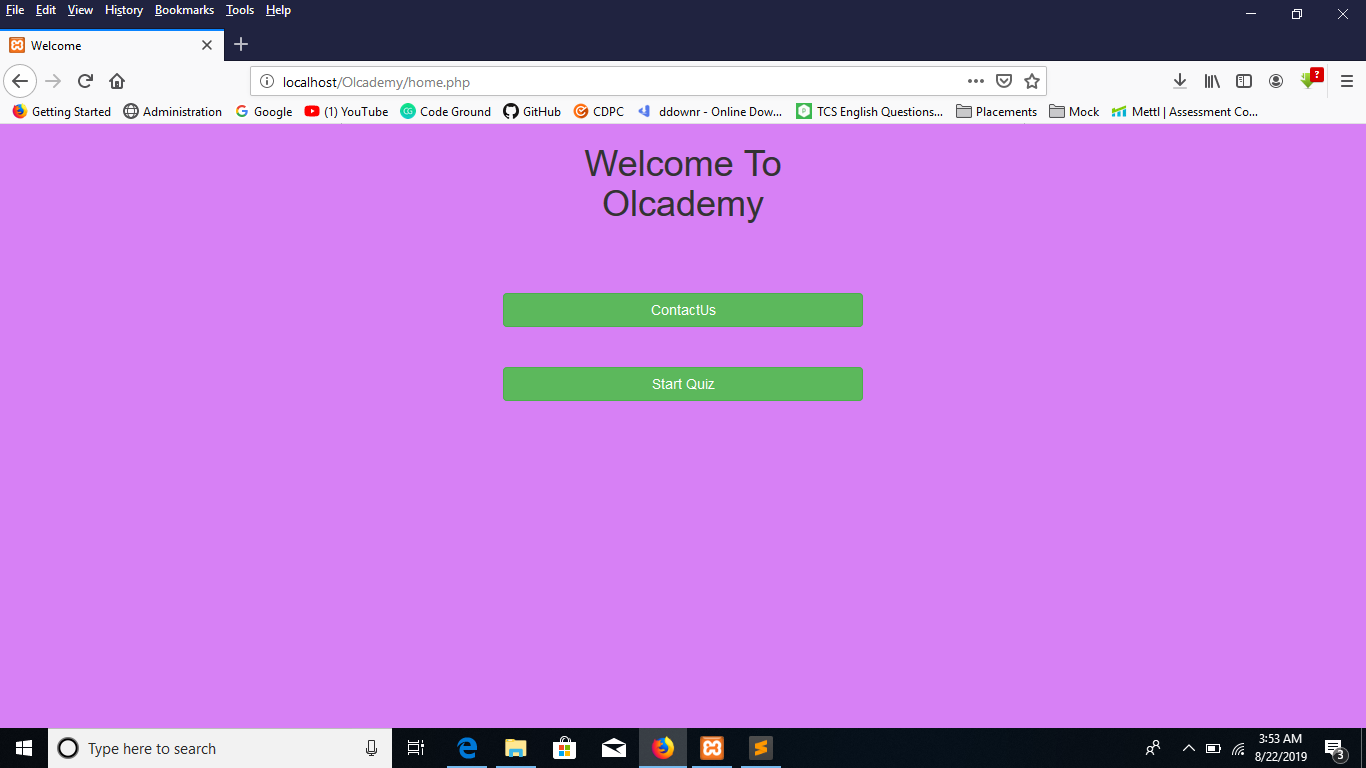 File Edit View History Bookmarks Tools Help
Welcome
localhost/Olcademy/home.php
?
Getting Started Administration Google (1) YouTube Code Ground GitHub CDPC ddownr - Online Dow... TCS English Questions... Placements Mock Mettl | Assessment Co...
Welcome To
Olcademy
ContactUs
Start Quiz
Type here to search
3:53 AM
8/22/2019
3